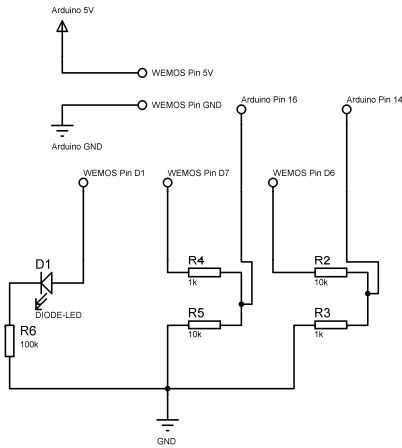 Arduino 5V
WEMOS Pin 5V
WEMOS Pin GND
Arduino GND
Arduino Pin 16
Arduino Pin 14
WEMOS Pin D1
WEMOS Pin D7
WEMOS Pin D6
R4
1k
R2
10k
D1
DIODE-LED
R5
10k
R3
1k
R6
100k
GND